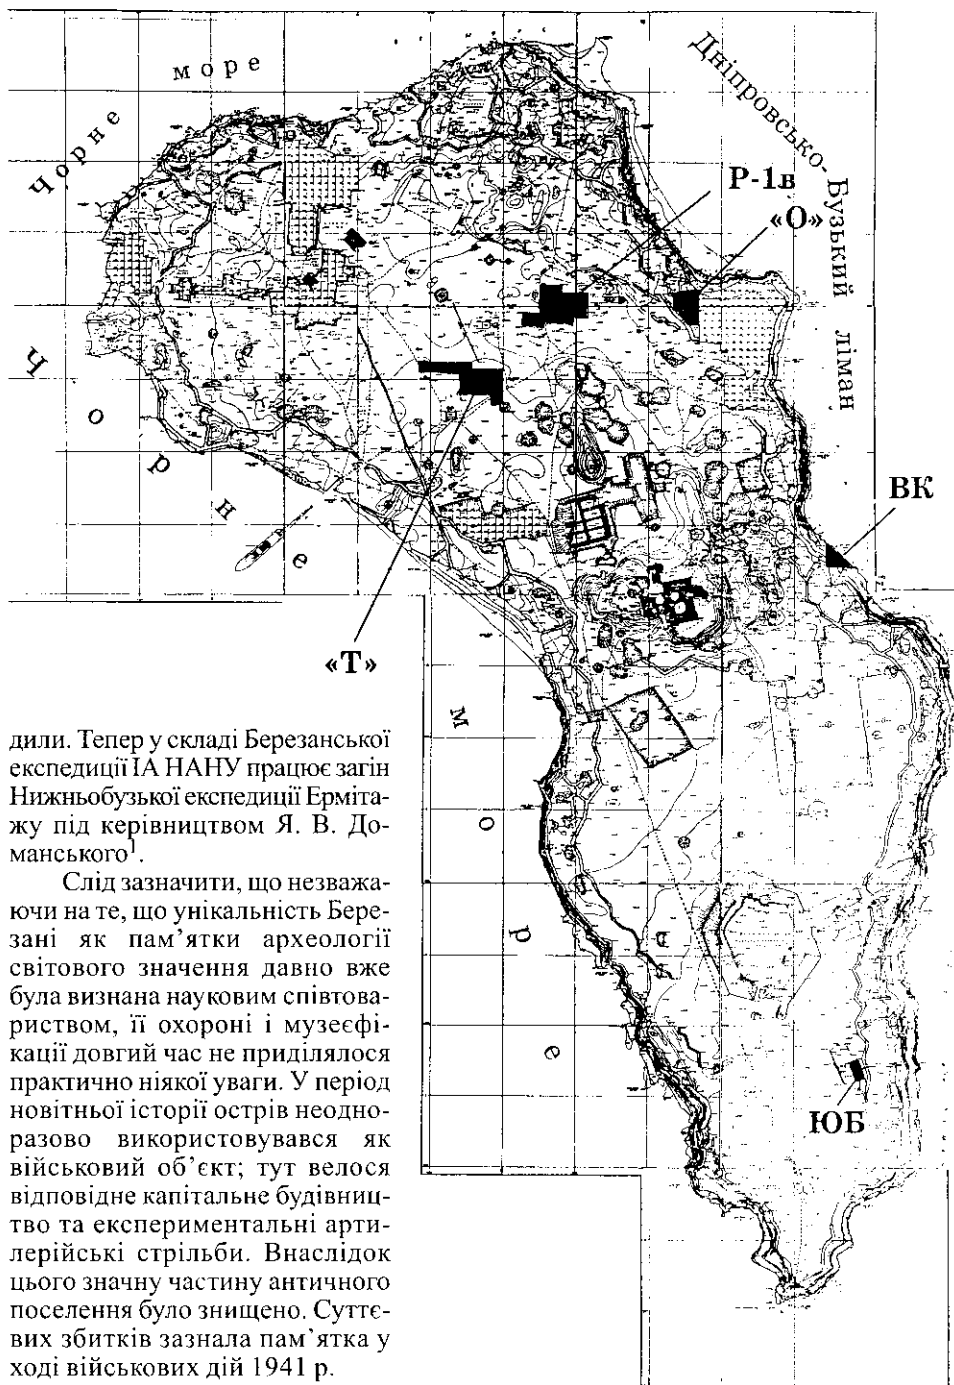 Чорне море
Дніпровсько-Бузький лиман
Р-1в
«О»
ВК
«Т»
Чорне
море
ЮБ
дили. Тепер у складі Березанської
експедиції ІА НАНУ працює загін
Нижньобузької експедиції Ерміта-
жу під керівництвом Я. В. До-
манського1.
Слід зазначити, що незважа-
ючи на те, що унікальність Бере-
зані як пам’ятки археології
світового значення давно вже
була визнана науковим співтова-
риством, її охороні і музеєфі-
кації довгий час не приділялося
практично ніякої уваги. У період
новітньої історії острів неодно-
разово використовувався як
військовий об’єкт; тут велося
відповідне капітальне будівниц-
тво та експериментальні арти-
лерійські стрільби. Внаслідок
цього значну частину античного
поселення було знищено. Суттє-
вих збитків зазнала пам’ятка у
ході військових дій 1941 р.